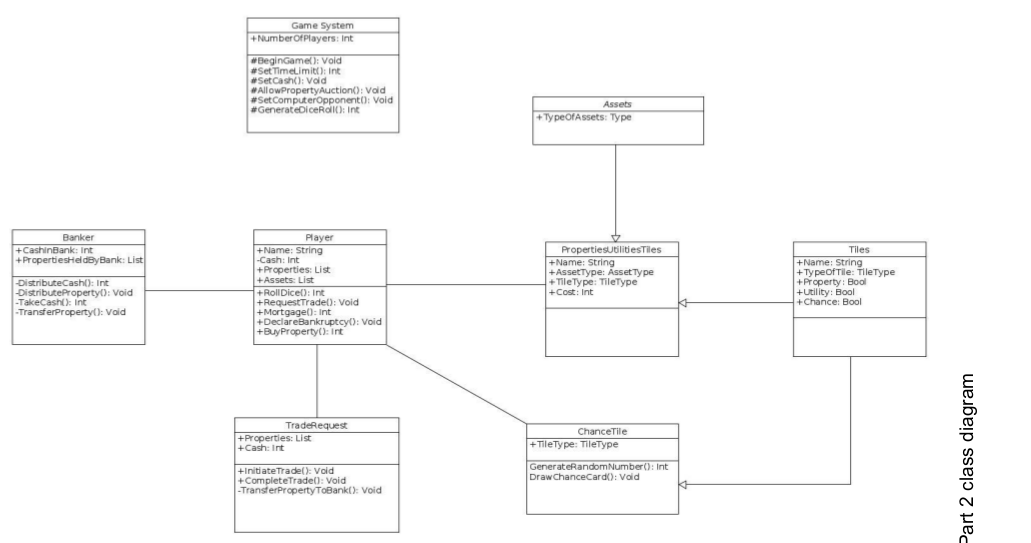 Game System
+NumberOfPlayers: Int
#BeginGame(): Void
#SetTimeLimit(): Int
#SetCash(): Void
#AllowPropertyAuction(): Void
#SetComputerOpponent(): Void
#GenerateDiceRoll(): Int
Assets
+TypeOfAssets: Type
Banker
+CashInBank: Int
+PropertiesHeldByBank: List
-DistributeCash(): Int
-DistributeProperty(): Void
-TakeCash(): Int
-TransferProperty(): Void
Player
+Name: String
-Cash: Int
+Properties: List
+Assets: List
+RollDice(): Int
+RequestTrade(): Void
+Mortgage(): Int
+DeclareBankruptcy(): Void
+BuyProperty(): Int
PropertiesUtilitiesTiles
+Name: String
+AssetType: AssetType
+TileType: TileType
+Cost: Int
Tiles
+Name: String
+TypeOfTile: TileType
+Property: Bool
+Utility: Bool
+Chance: Bool
TradeRequest
+Properties: List
+Cash: Int
+InitiateTrade(): Void
+CompleteTrade(): Void
-TransferPropertyToBank(): Void
ChanceTile
+TileType: TileType
GenerateRandomNumber(): Int
DrawChanceCard(): Void
Part 2 class diagram